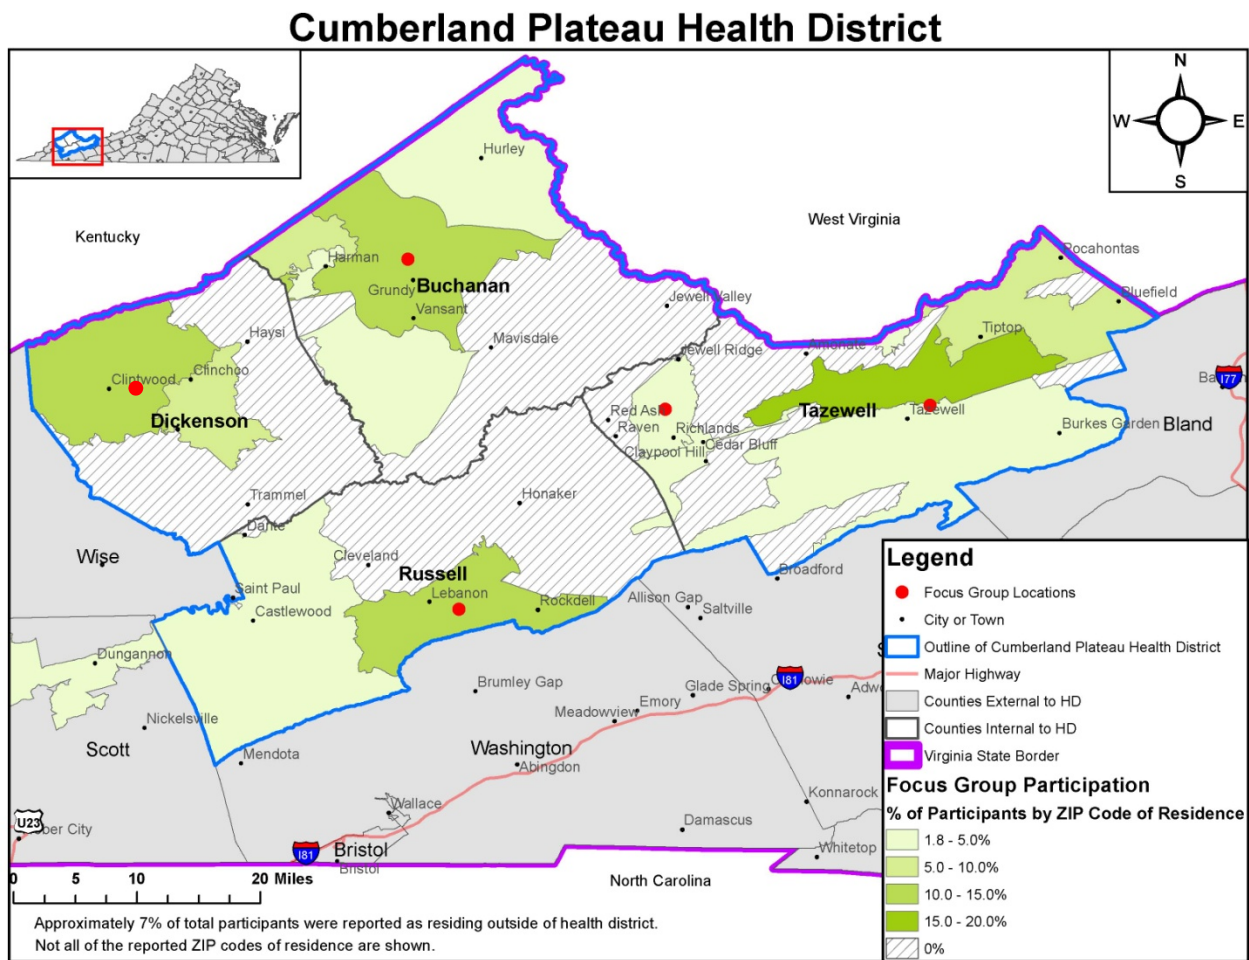 Cumberland Plateau Health District
N
W E
S
Kentucky
West Virginia
Hurley
Harman
Grundy
Buchanan
Vansant
Jewell Valley
Mavisdale
Haysi
Clinchco
Clintwood
Dickenson
Trammel
Dante
Pocahontas
Bluefield
Tiptop
Jewell Ridge
Amonate
Tazewell
Tazewell
Red Ash
Raven
Richlands
Claypool Hill
Cedar Bluff
Burkes Garden
Bland
I77
Honaker
Cleveland
Russell
Lebanon
Rockdell
Saint Paul
Castlewood
Wise
Dungannon
Nickelsville
Scott
Mendota
Broadford
Allison Gap
Saltville
Brumley Gap
Glade Spring
I81
Emory
Meadowview
Washington
Abingdon
Wallace
Bristol
Bristol
I81
U23
Damascus
Konnarock
Whitetop
North Carolina
Legend
Focus Group Locations
City or Town
Outline of Cumberland Plateau Health District
Major Highway
Counties External to HD
Counties Internal to HD
Virginia State Border
Focus Group Participation
% of Participants by ZIP Code of Residence
1.8 - 5.0%
5.0 - 10.0%
10.0 - 15.0%
15.0 - 20.0%
0%
0 5 10 20 Miles
Approximately 7% of total participants were reported as residing outside of health district.
Not all of the reported ZIP codes of residence are shown.